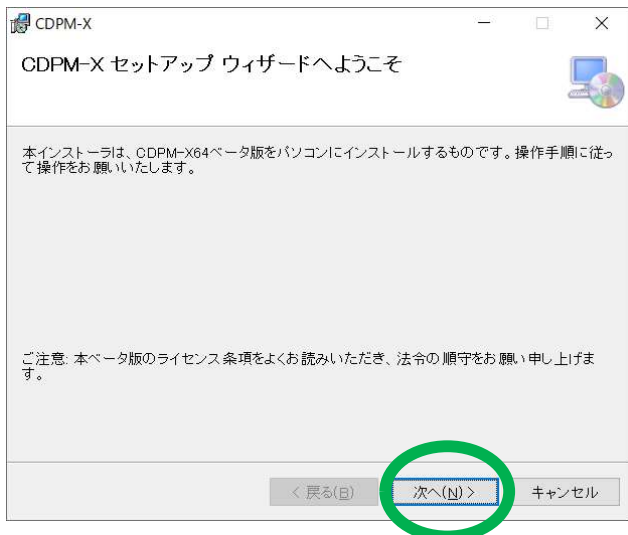 CDPM-X
CDPM-X セットアップ ウィザードへようこそ
本インストーラは、CDPM-X64ベータ版をパソコンにインストールするものです。操作手順に従っ
て操作をお願いいたします。
ご注意: 本ベータ版のライセンス条項をよくお読みいただき、法令の順守をお願い申し上げま
す。
< 戻る(B) 次へ(N) > キャンセル